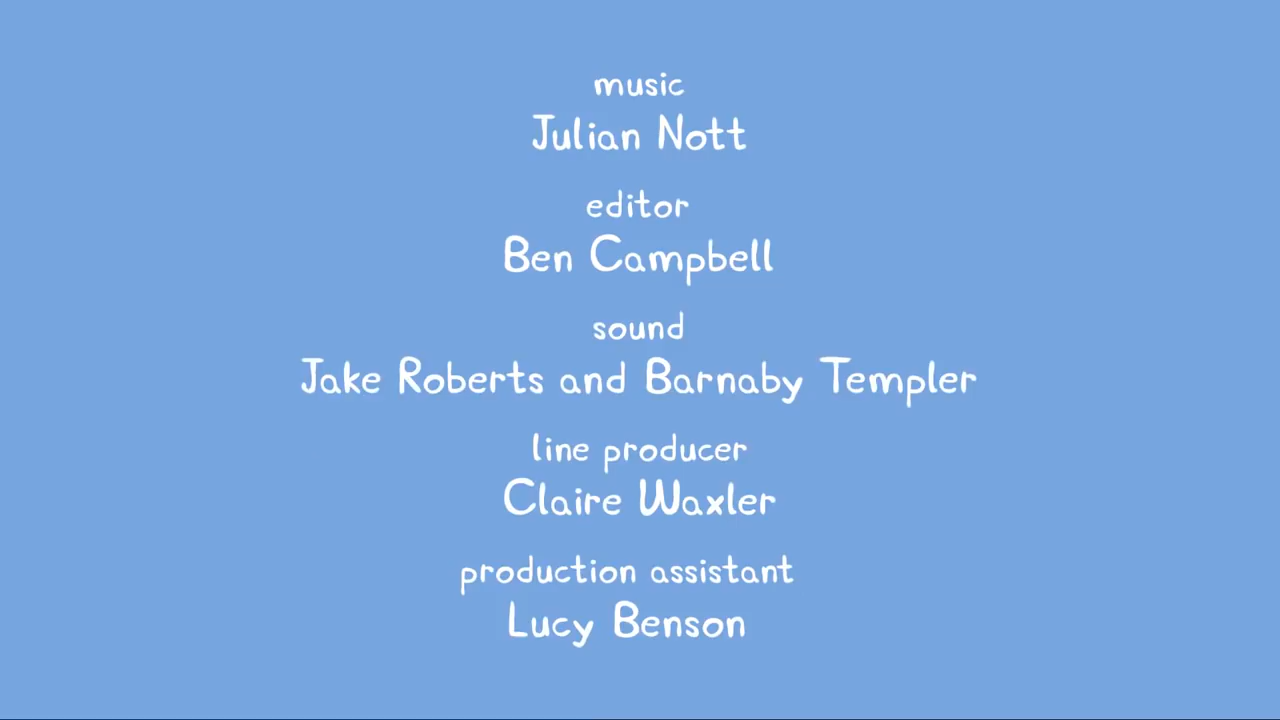 music
Julian Nott
editor
Ben Campbell
sound
Jake Roberts and Barnaby Templer
line producer
Claire Waxler
production assistant
Lucy Benson